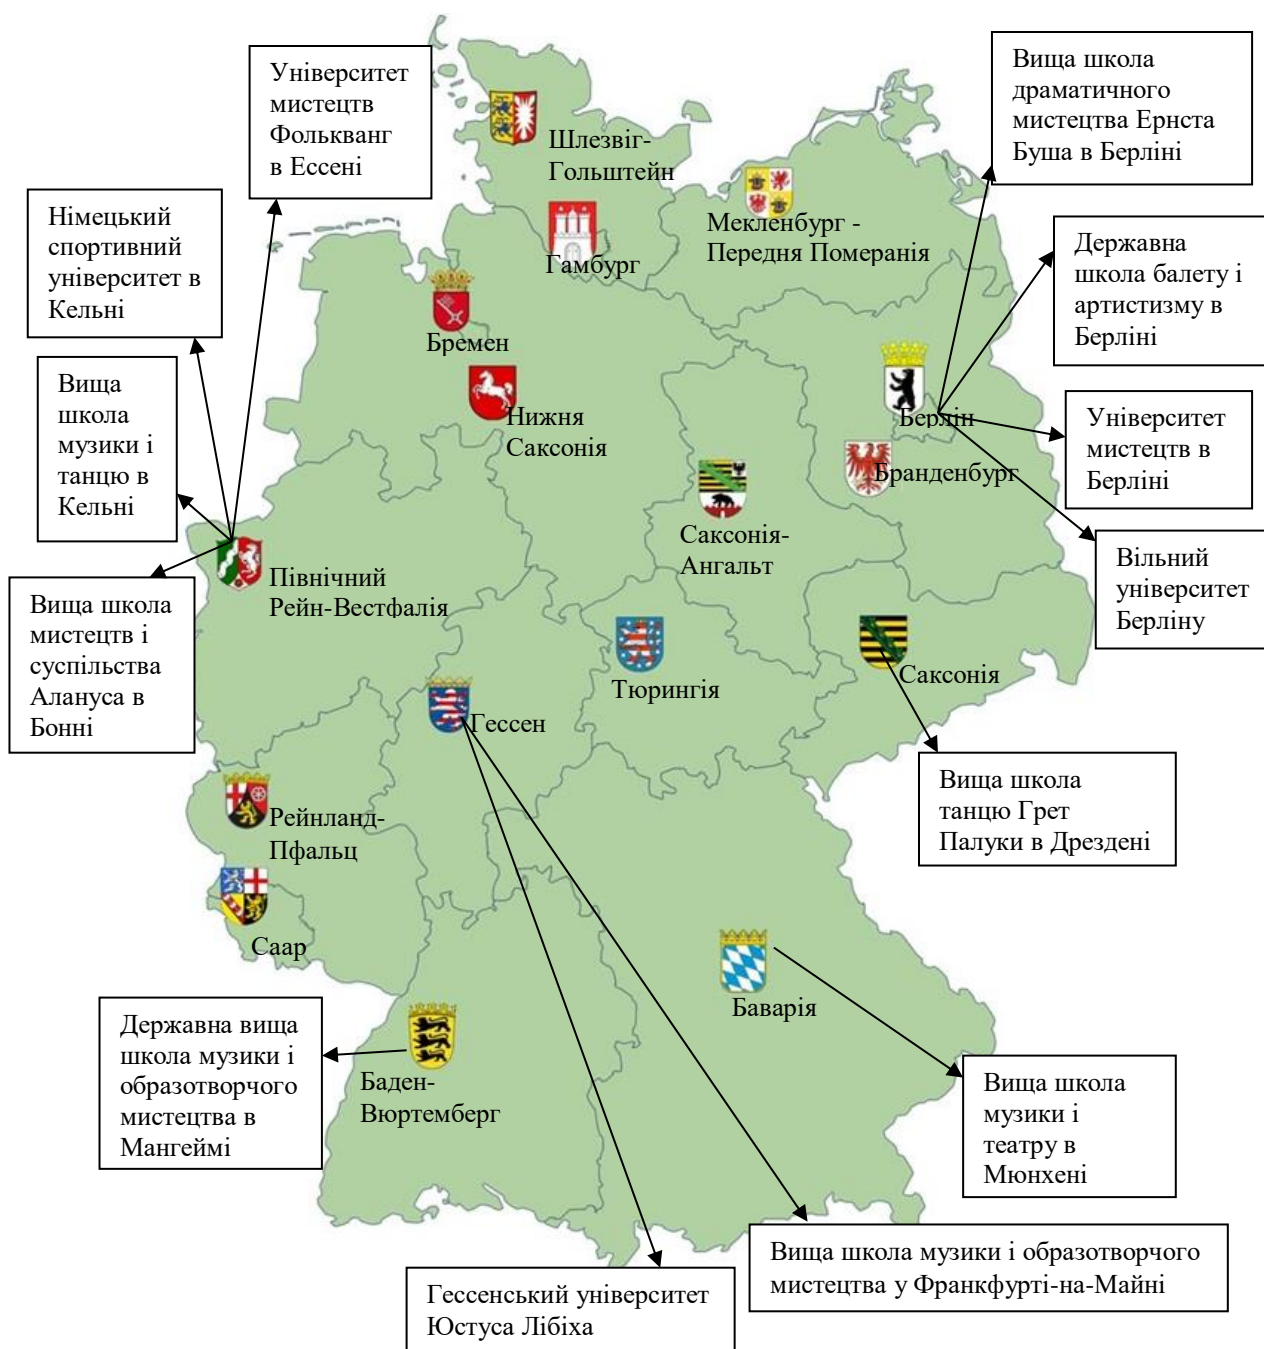 Університет
мистецтв
Фолькванг
в Ессені
Вища школа
драматичного
мистецтва Ернста
Буша в Берліні
Шлезвіг-
Гольштейн
Німецький
спортивний
університет в
Кельні
Мекленбург -
Передня Померанія
Гамбург
Державна
школа балету і
артистизму в
Берліні
Бремен
Вища
школа
музики і
танцю в
Кельні
Нижня
Саксонія
Берлін
Університет
мистецтв в
Берліні
Бранденбург
Саксонія-
Ангальт
Північний
Рейн-Вестфалія
Вільний
університет
Берліну
Вища школа
мистецтв і
суспільства
Алануса в
Бонні
Тюрингія
Саксонія
Гессен
Вища школа
танцю Грет
Палуки в Дрездені
Рейнланд-
Пфальц
Саар
Баварія
Державна вища
школа музики і
образотворчого
мистецтва в
Мангеймі
Баден-
Вюртемберг
Вища школа
музики і
театру в
Мюнхені
Вища школа музики і образотворчого
мистецтва у Франкфурті-на-Майні
Гессенський університет
Юстуса Лібіха